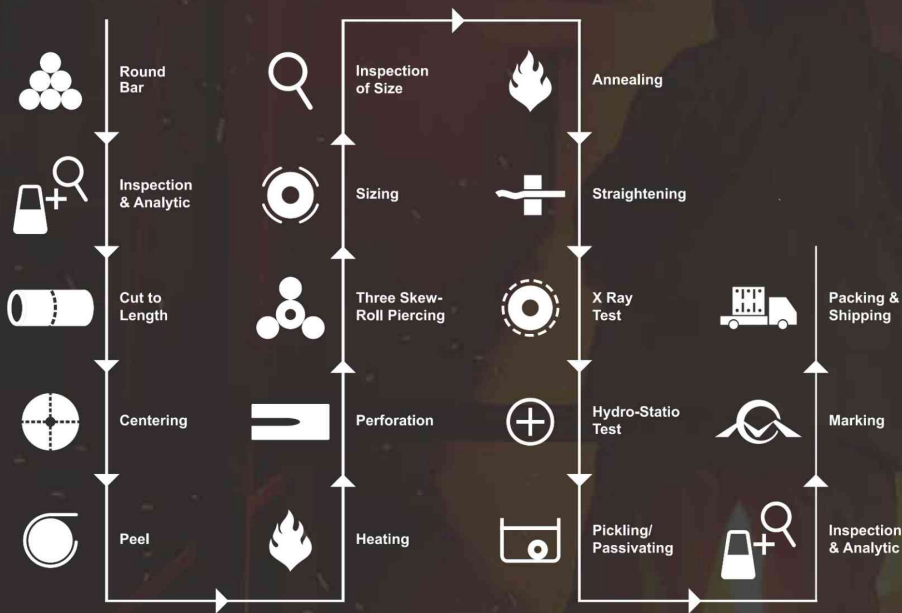 Round
Bar
Inspection
& Analytic
Cut to
Length
Centering
Peel
Heating
Perforation
Three Skew-
Roll Piercing
Sizing
Inspection
of Size
Annealing
Straightening
X Ray
Test
Hydro-Statio
Test
Pickling/
Passivating
Inspection
& Analytic
Marking
Packing &
Shipping